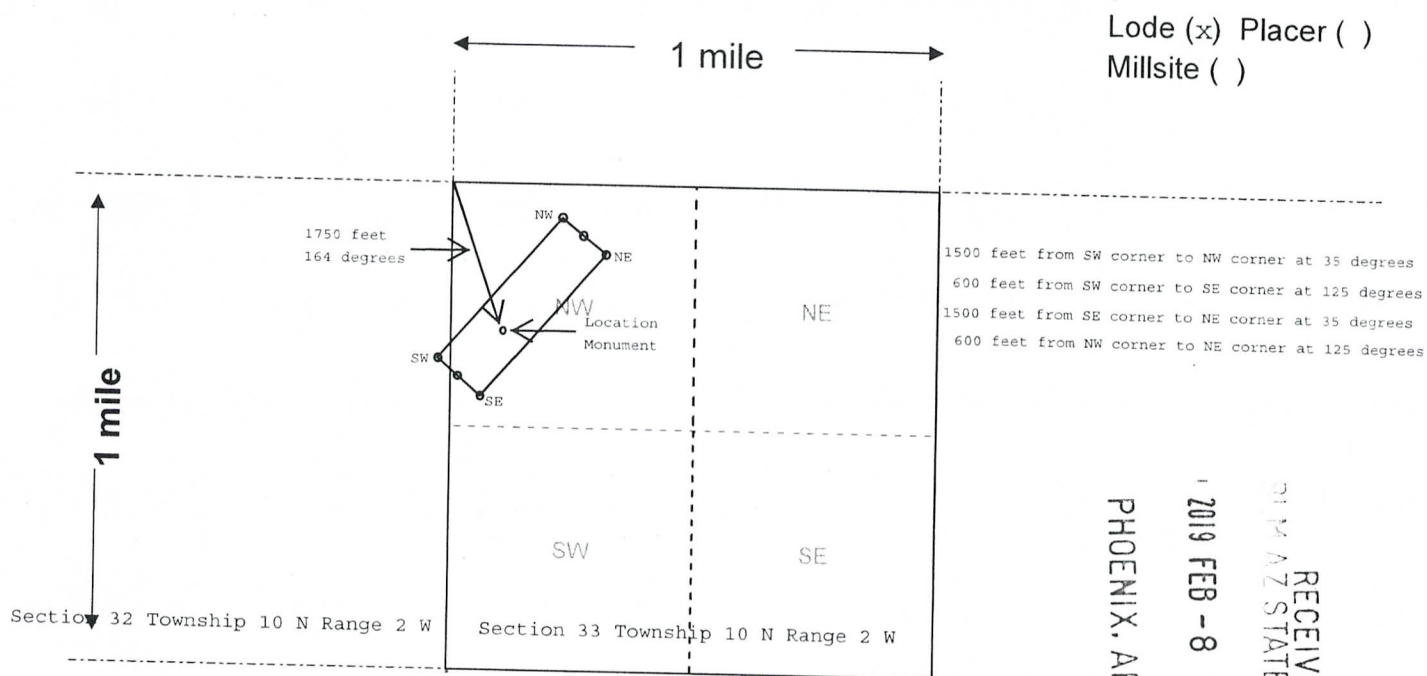 Lode (x) Placer ( )
Millsite ( )
1 mile
1750 feet
164 degrees
NW
NE
NW
NE
Location
Monument
SW
SE
1500 feet from SW corner to NW corner at 35 degrees
600 feet from SW corner to SE corner at 125 degrees
1500 feet from SE corner to NE corner at 35 degrees
600 feet from NW corner to NE corner at 125 degrees
1 mile
SW
SE
Section 32 Township 10 N Range 2 W
Section 33 Township 10 N Range 2 W
RECEIV
AZ STATE
2019 FEB -8
PHOENIX, A